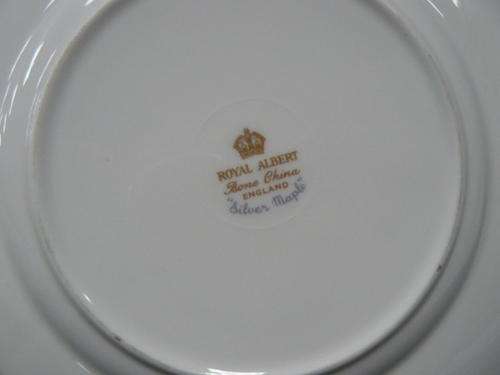 ROYAL ALBERT
Bone China
ENGLAND
"Silver Maple"